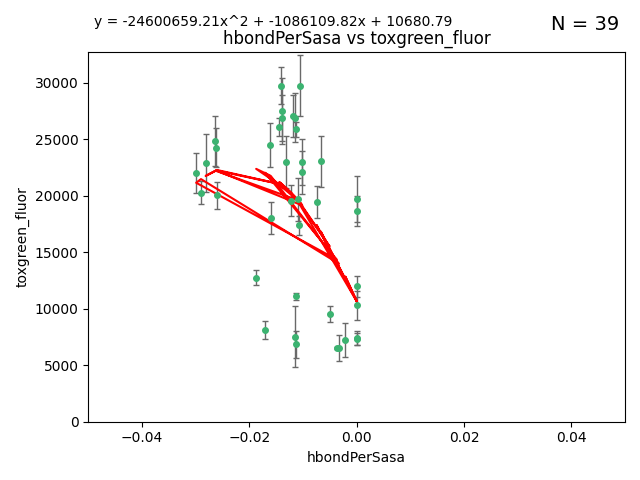 y = -24600659.21x^2 + -1086109.82x + 10680.79
N = 39
hbondPerSasa vs toxgreen_fluor
toxgreen_fluor
30000
25000
20000
15000
10000
5000
0
−0.04
−0.02
0.00
0.02
0.04
hbondPerSasa